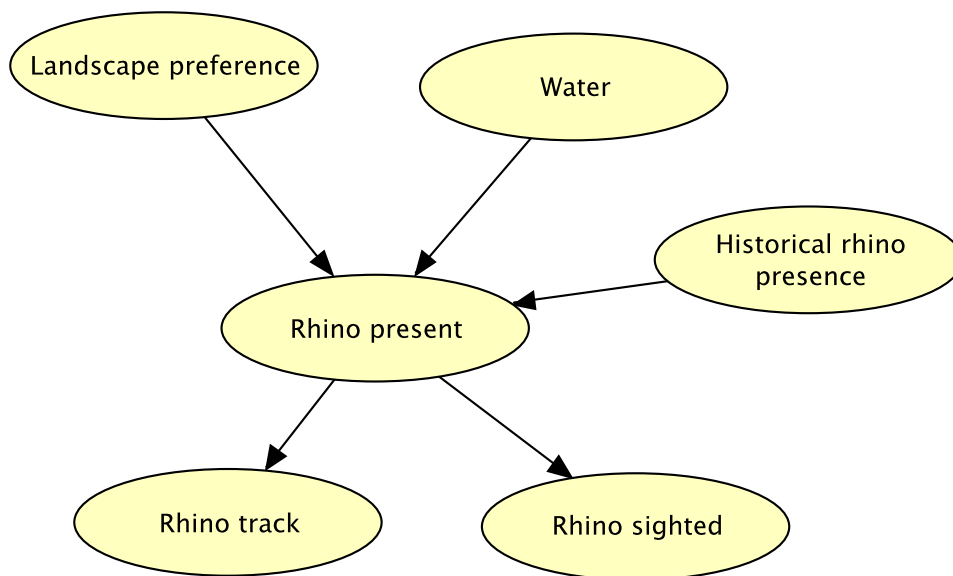 Landscape preference
Water
Historical rhino
presence
Rhino present
Rhino track
Rhino sighted